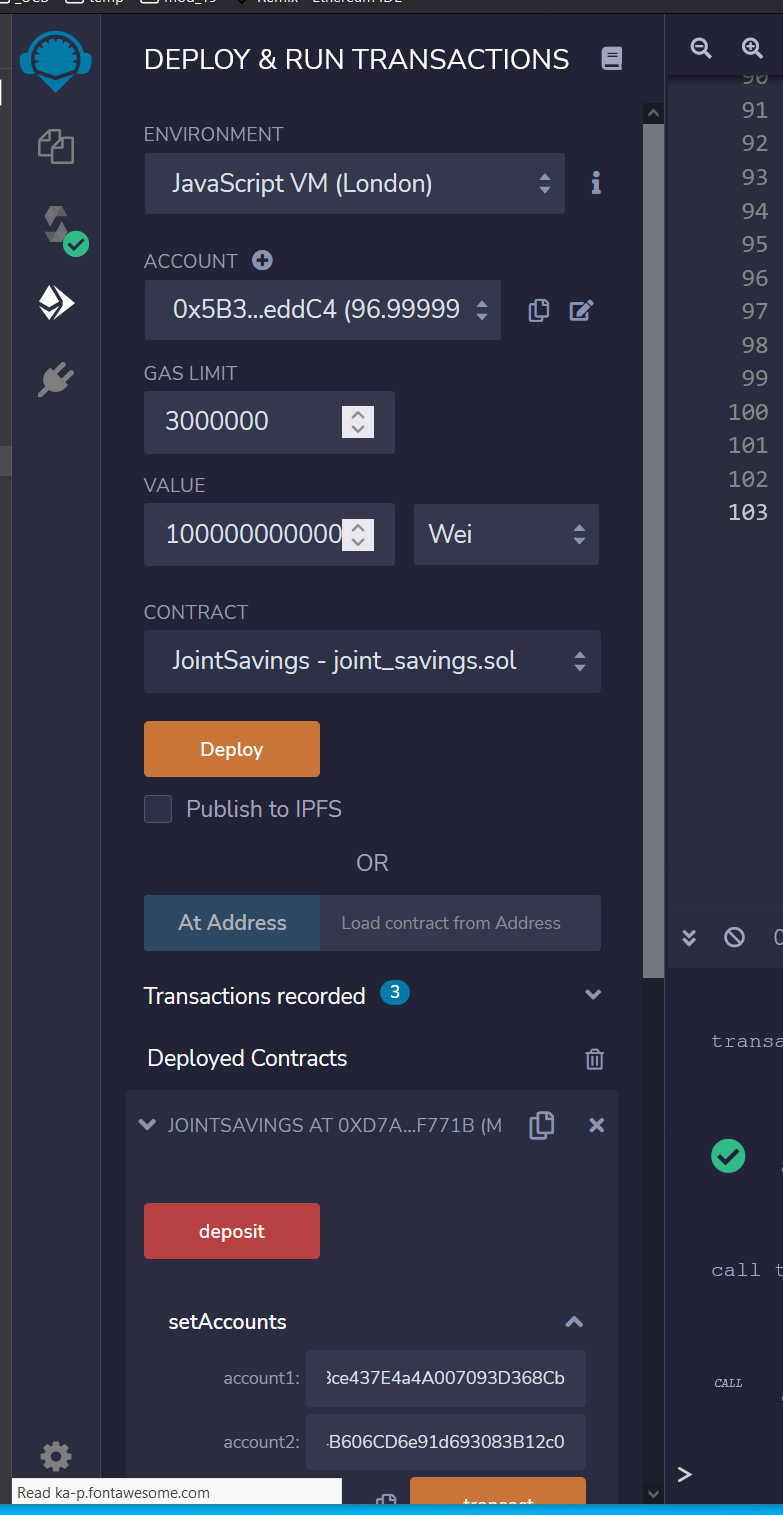 DEPLOY & RUN TRANSACTIONS
ENVIRONMENT
JavaScript VM (London)
ACCOUNT
0x5B3...eddC4 (96.99999
GAS LIMIT
3000000
VALUE
100000000000
Wei
CONTRACT
JointSavings - joint_savings.sol
Deploy
Publish to IPFS
OR
At Address
Load contract from Address
Transactions recorded 3
Deployed Contracts
JOINTSAVINGS AT 0XD7A...F771B (M
deposit
setAccounts
account1:
3ce437E4a4A007093D368Cb
account2:
B606CD6e91d693083B12c0
transact
Read ka-p.fontawesome.com
90
91
92
93
94
95
96
97
98
99
100
101
102
103
0
transa
call t
CALL
>